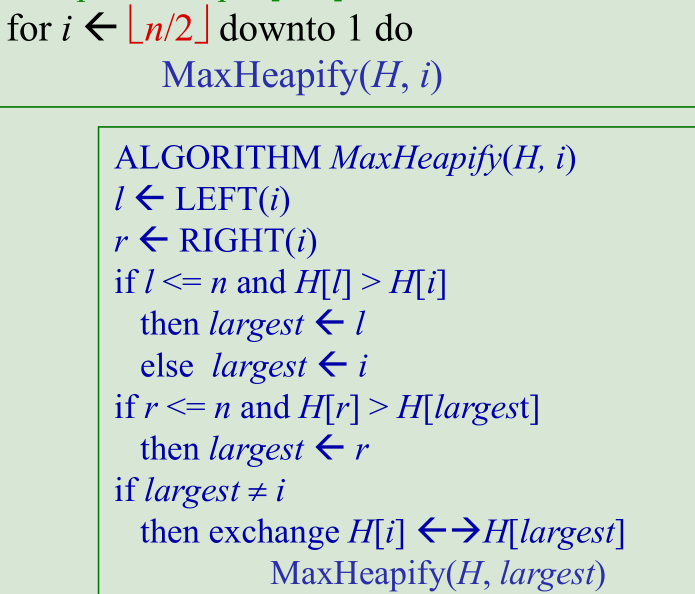 for i ← ⌊n/2⌋ downto 1 do
MaxHeapify(H, i)
ALGORITHM MaxHeapify(H, i)
l ← LEFT(i)
r ← RIGHT(i)
if l <= n and H[l] > H[i]
then largest ← l
else largest ← i
if r <= n and H[r] > H[largest]
then largest ← r
if largest ≠ i
then exchange H[i] ←→H[largest]
MaxHeapify(H, largest)